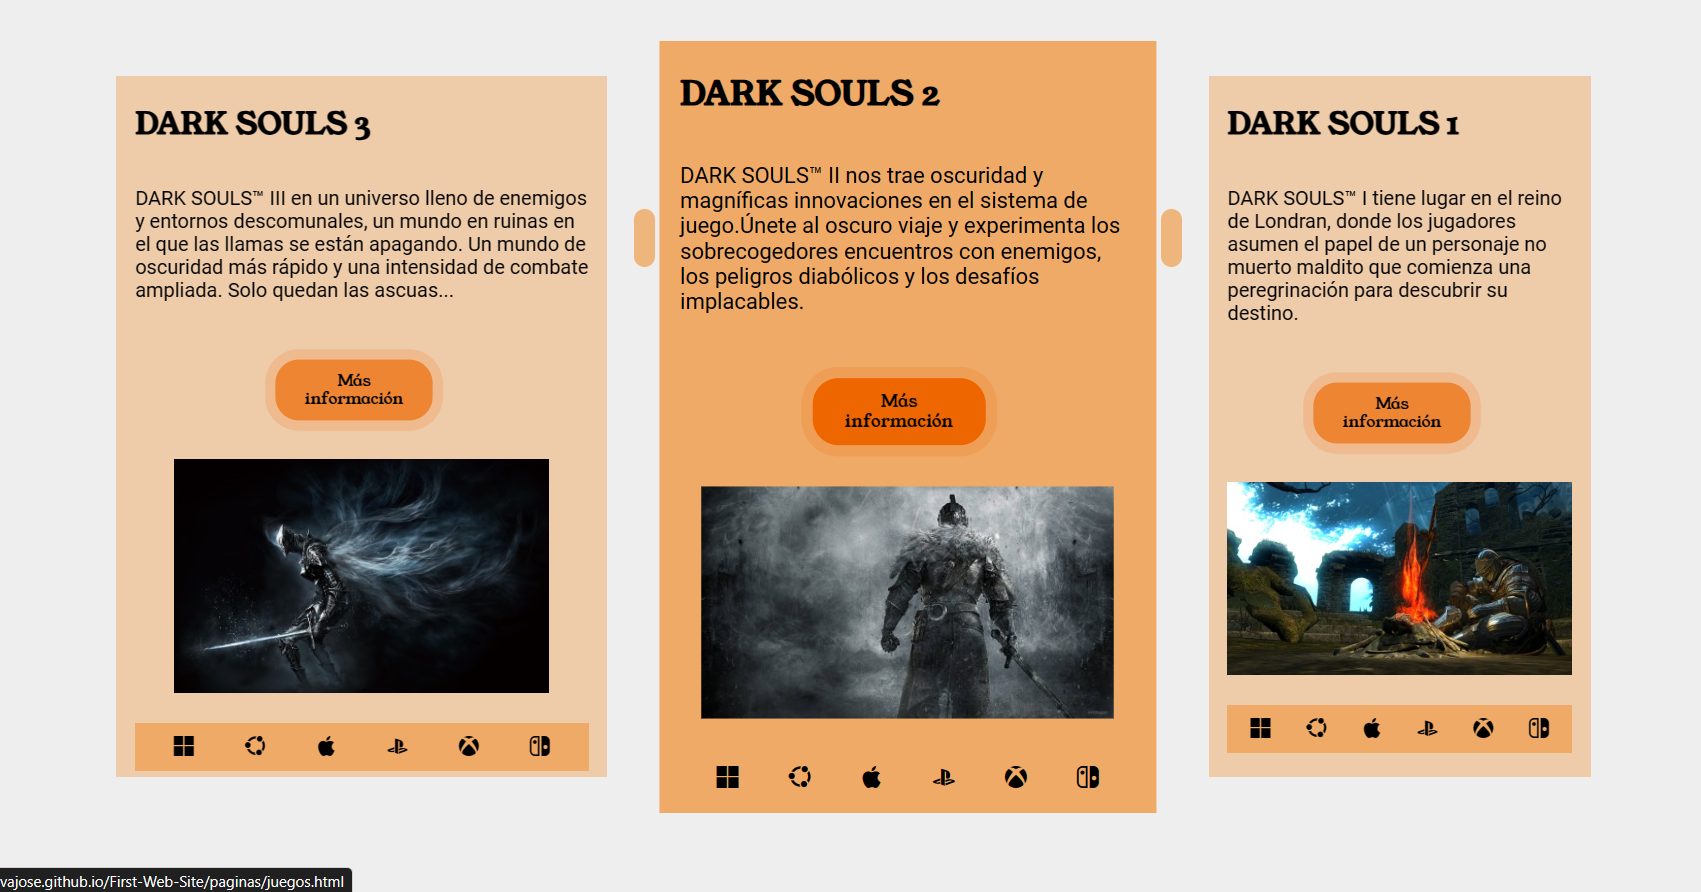 DARK SOULS 3
DARK SOULS™ III en un universo lleno de enemigos
y entornos descomunales, un mundo en ruinas en
el que las llamas se están apagando. Un mundo de
oscuridad más rápido y una intensidad de combate
ampliada. Solo quedan las ascuas...
Más
información
DARK SOULS 2
DARK SOULS™ II nos trae oscuridad y
magníficas innovaciones en el sistema de
juego.Únete al oscuro viaje y experimenta los
sobrecogedores encuentros con enemigos,
los peligros diabólicos y los desafíos
implacables.
Más
información
DARK SOULS 1
DARK SOULS™ I tiene lugar en el reino
de Londran, donde los jugadores
asumen el papel de un personaje no
muerto maldito que comienza una
peregrinación para descubrir su
destino.
Más
información
vajose.github.io/First-Web-Site/paginas/juegos.html